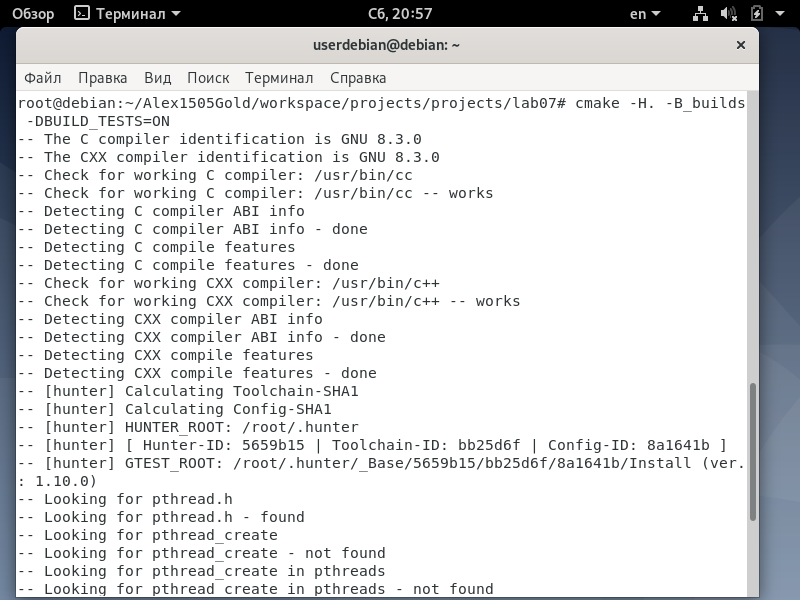 Обзор Терминал Сб, 20:57 en
userdebian@debian: ~ ×
Файл Правка Вид Поиск Терминал Справка
root@debian:~/Alex1505Gold/workspace/projects/projects/lab07# cmake -H. -B_builds
-DBUILD_TESTS=ON
-- The C compiler identification is GNU 8.3.0
-- The CXX compiler identification is GNU 8.3.0
-- Check for working C compiler: /usr/bin/cc
-- Check for working C compiler: /usr/bin/cc -- works
-- Detecting C compiler ABI info
-- Detecting C compiler ABI info - done
-- Detecting C compile features
-- Detecting C compile features - done
-- Check for working CXX compiler: /usr/bin/c++
-- Check for working CXX compiler: /usr/bin/c++ -- works
-- Detecting CXX compiler ABI info
-- Detecting CXX compiler ABI info - done
-- Detecting CXX compile features
-- Detecting CXX compile features - done
-- [hunter] Calculating Toolchain-SHA1
-- [hunter] Calculating Config-SHA1
-- [hunter] HUNTER_ROOT: /root/.hunter
-- [hunter] [ Hunter-ID: 5659b15 | Toolchain-ID: bb25d6f | Config-ID: 8a1641b ]
-- [hunter] GTEST_ROOT: /root/.hunter/_Base/5659b15/bb25d6f/8a1641b/Install (ver.
: 1.10.0)
-- Looking for pthread.h
-- Looking for pthread.h - found
-- Looking for pthread_create
-- Looking for pthread_create - not found
-- Looking for pthread_create in pthreads
-- Looking for pthread_create in pthreads - not found